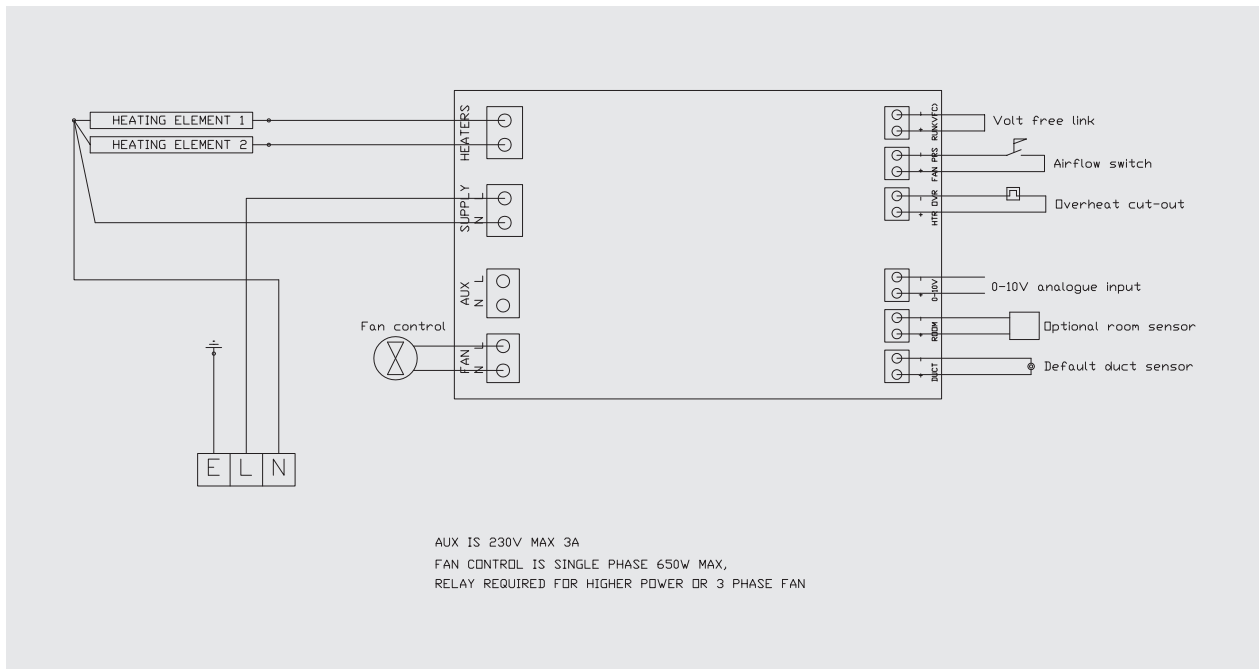 HEATING ELEMENT 1
HEATING ELEMENT 2
HEATERS
SUPPLY
L
N
AUX
L
N
Fan control
FAN
L
N
E L N
- + RLNK(VFC)
Volt free link
- + FAN PRS
Airflow switch
- + HTR OVR
Overheat cut-out
- + 0-10V
0-10V analogue input
- + ROOM
Optional room sensor
- + DUCT
Default duct sensor
AUX IS 230V MAX 3A
FAN CONTROL IS SINGLE PHASE 650W MAX,
RELAY REQUIRED FOR HIGHER POWER OR 3 PHASE FAN